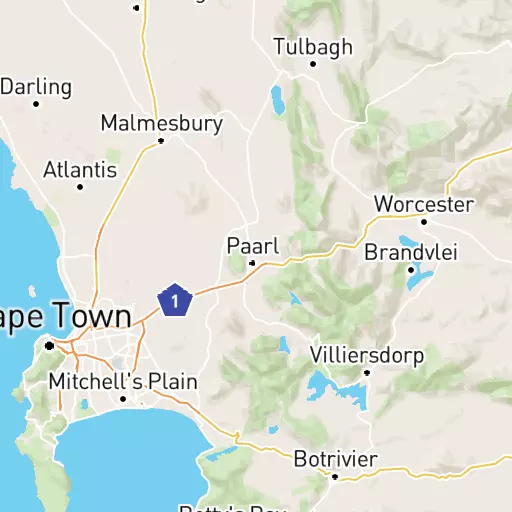 Tulbagh
Darling
Malmesbury
Atlantis
Worcester
Paarl
Brandvlei
1
ape Town
Villiersdorp
Mitchell's Plain
Botrivier